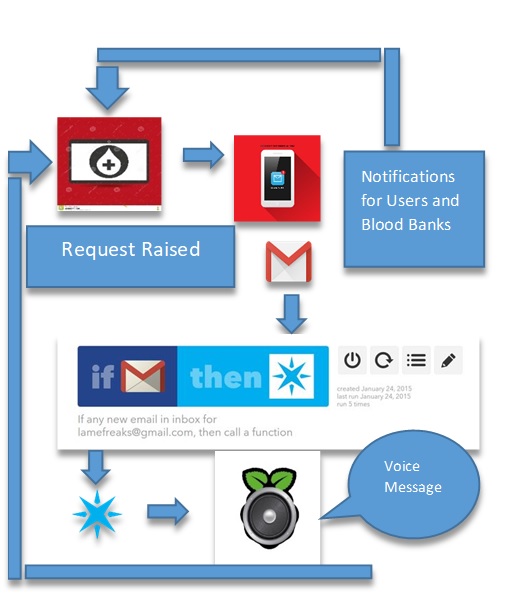 Notifications
for Users and
Blood Banks
Request Raised
if then
created January 24, 2015
last run January 24, 2015
run 5 times
If any new email in inbox for
lamefreaks@gmail.com, then call a function
Voice
Message